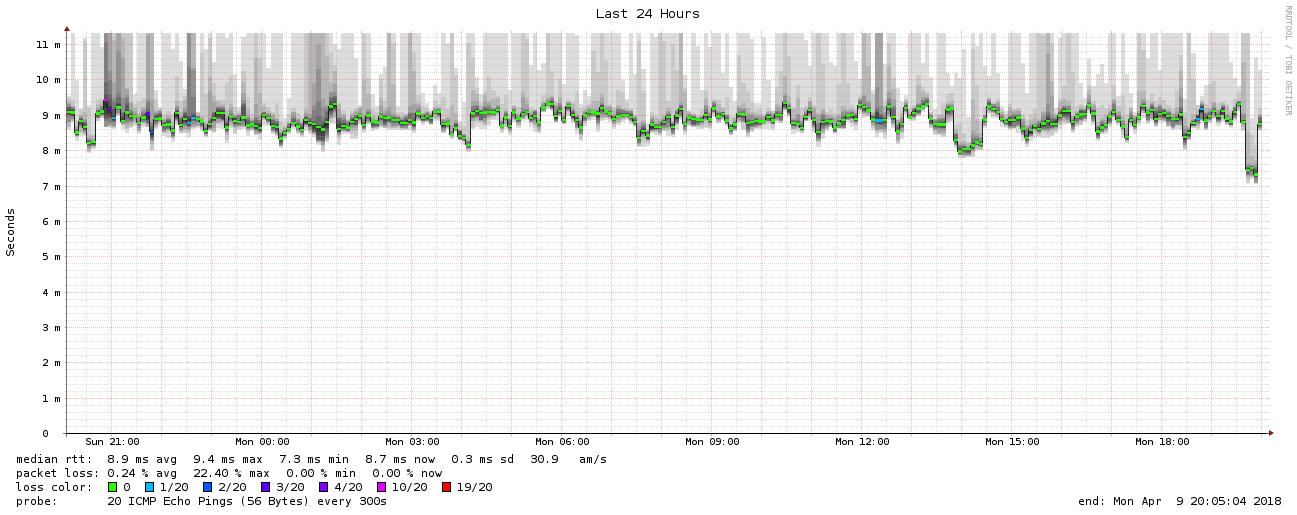 Last 24 Hours
RRDTOOL / TOBI OETIKER
Seconds
11 m
10 m
9 m
8 m
7 m
6 m
5 m
4 m
3 m
2 m
1 m
0
Sun 21:00 Mon 00:00 Mon 03:00 Mon 06:00 Mon 09:00 Mon 12:00 Mon 15:00 Mon 18:00
median rtt: 8.9 ms avg 9.4 ms max 7.3 ms min 8.7 ms now 0.3 ms sd 30.9 am/s
packet loss: 0.24 % avg 22.40 % max 0.00 % min 0.00 % now
loss color: 0 1/20 2/20 3/20 4/20 10/20 19/20
probe: 20 ICMP Echo Pings (56 Bytes) every 300s end: Mon Apr 9 20:05:04 2018